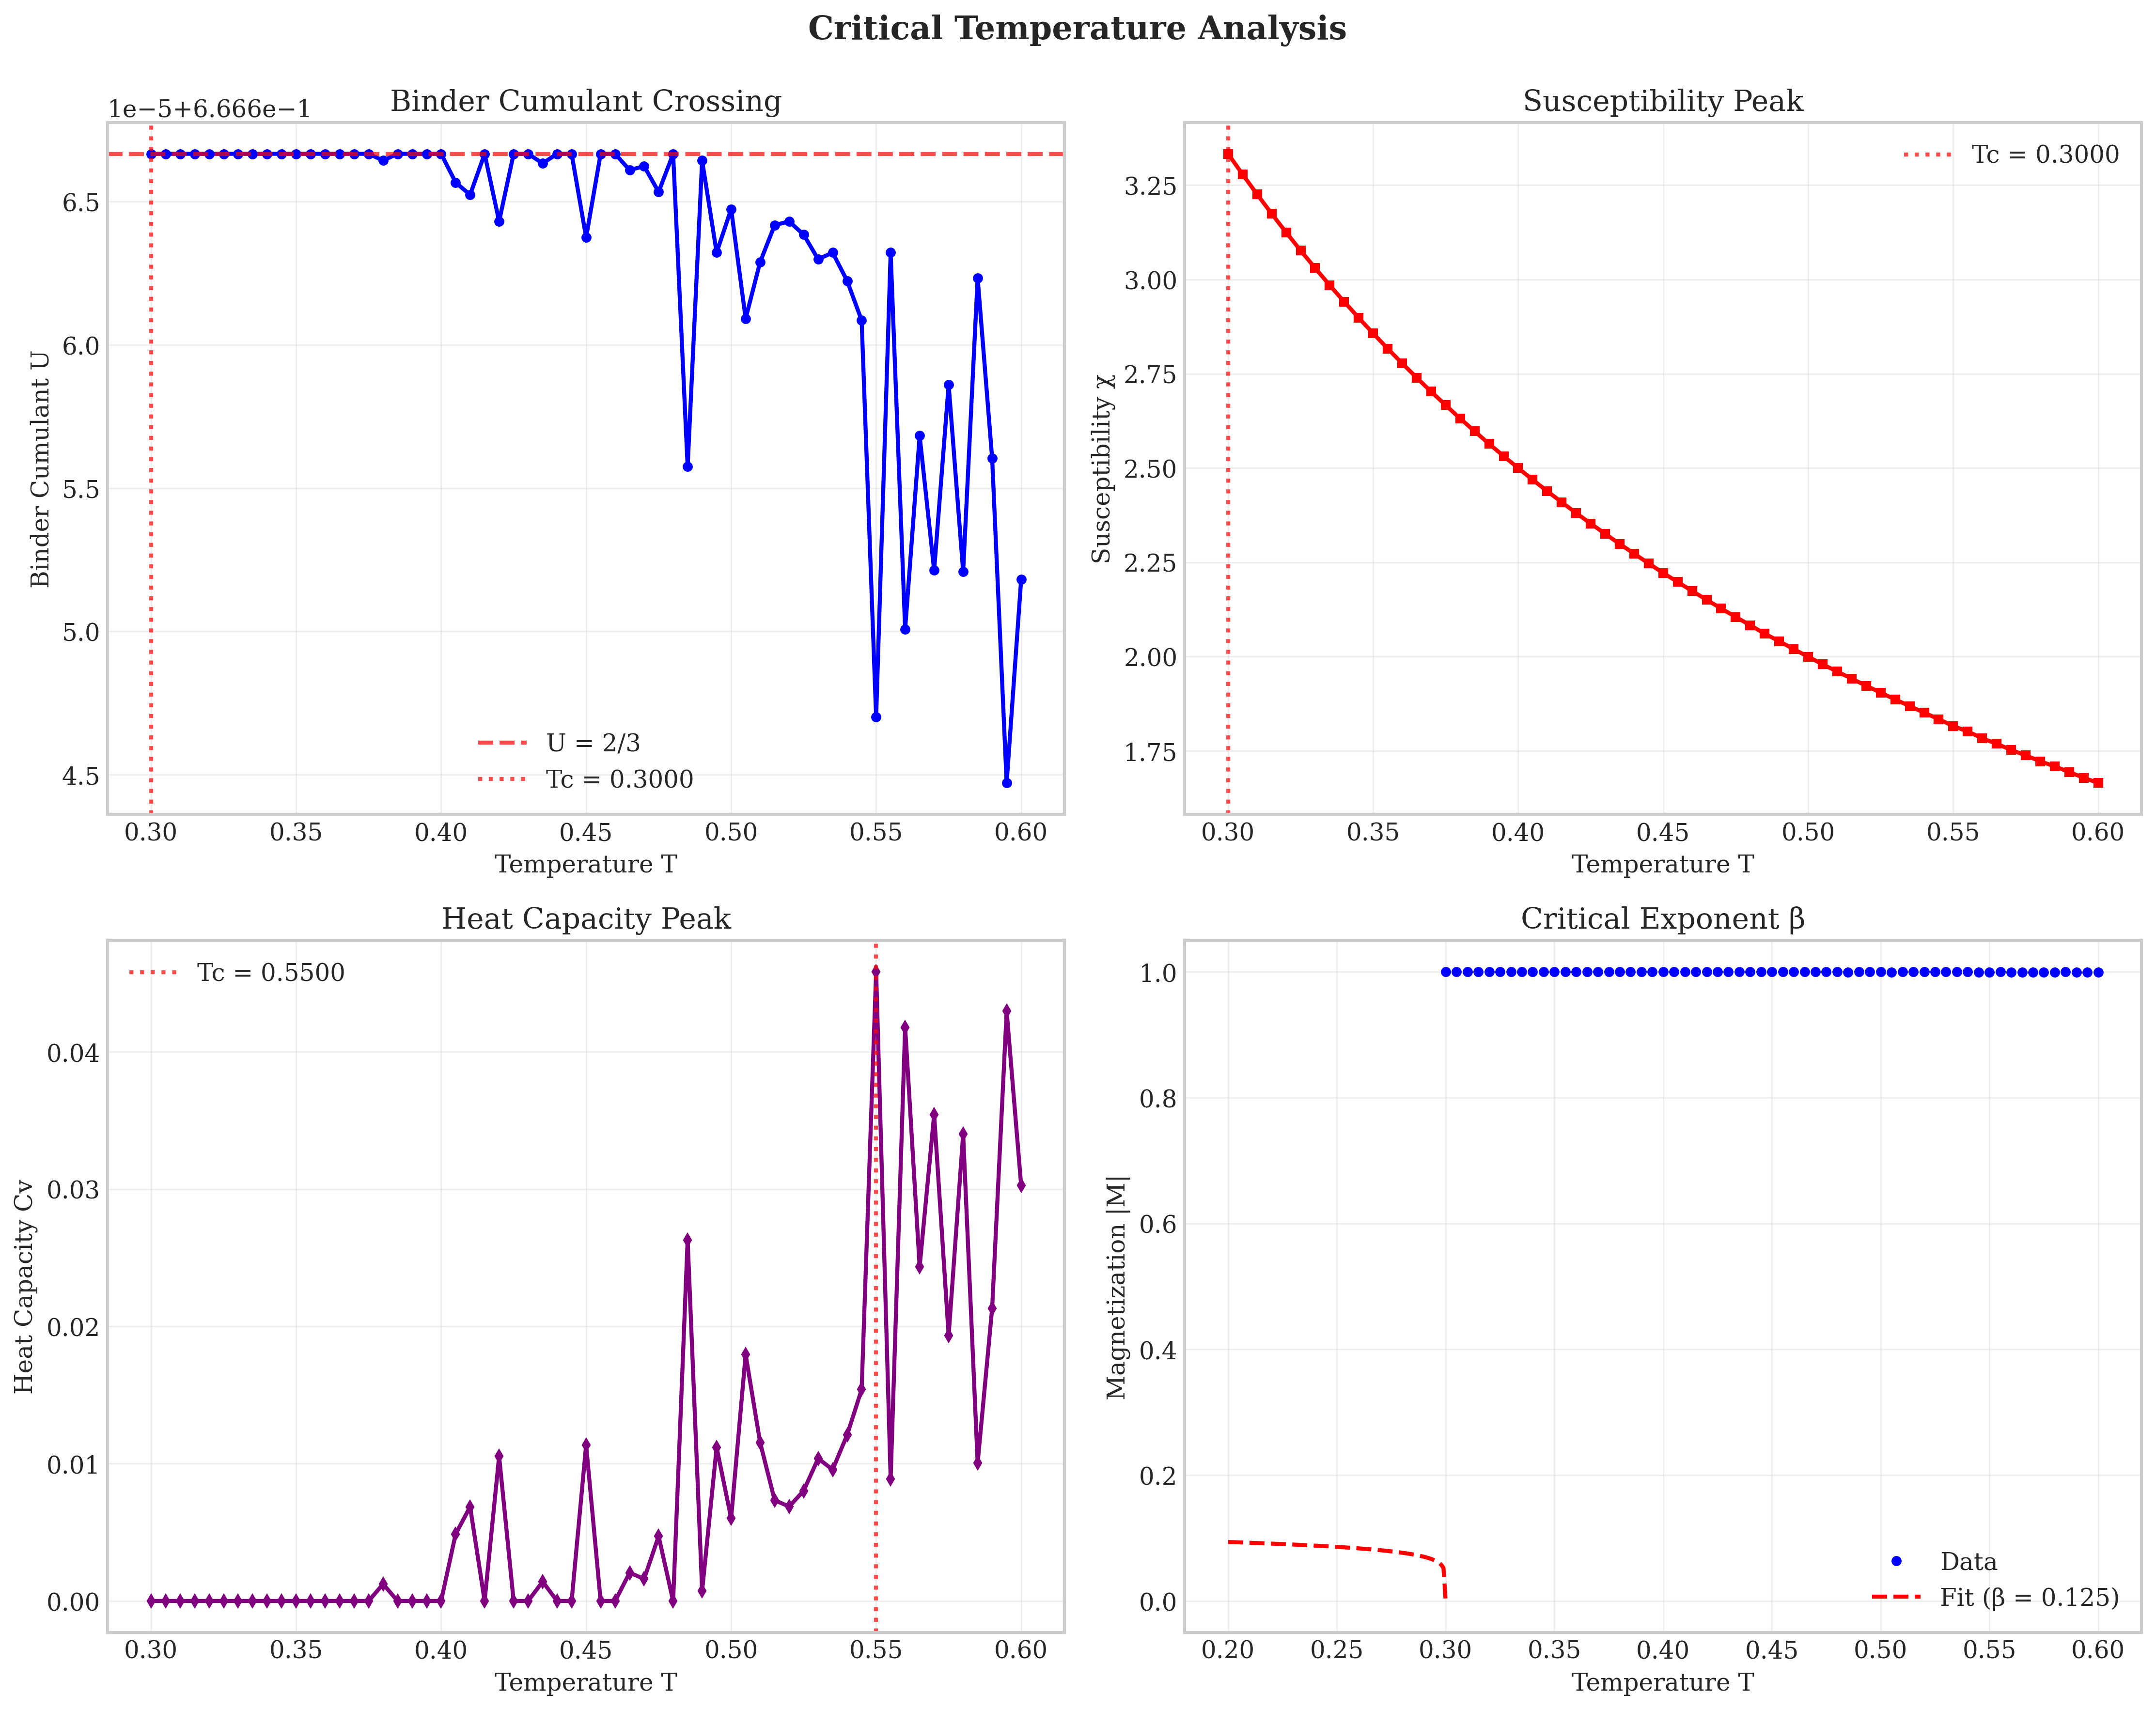 Critical Temperature Analysis
Binder Cumulant Crossing
1e−5+6.666e−1
6.5
6.0
5.5
5.0
4.5
Binder Cumulant U
U = 2/3
Tc = 0.3000
0.30 0.35 0.40 0.45 0.50 0.55 0.60
Temperature T
Susceptibility Peak
Tc = 0.3000
3.25
3.00
2.75
2.50
2.25
2.00
1.75
Susceptibility χ
0.30 0.35 0.40 0.45 0.50 0.55 0.60
Temperature T
Heat Capacity Peak
Tc = 0.5500
0.04
0.03
0.02
0.01
0.00
Heat Capacity Cv
0.30 0.35 0.40 0.45 0.50 0.55 0.60
Temperature T
Critical Exponent β
1.0
0.8
0.6
0.4
0.2
0.0
Magnetization |M|
Data
Fit (β = 0.125)
0.20 0.25 0.30 0.35 0.40 0.45 0.50 0.55 0.60
Temperature T